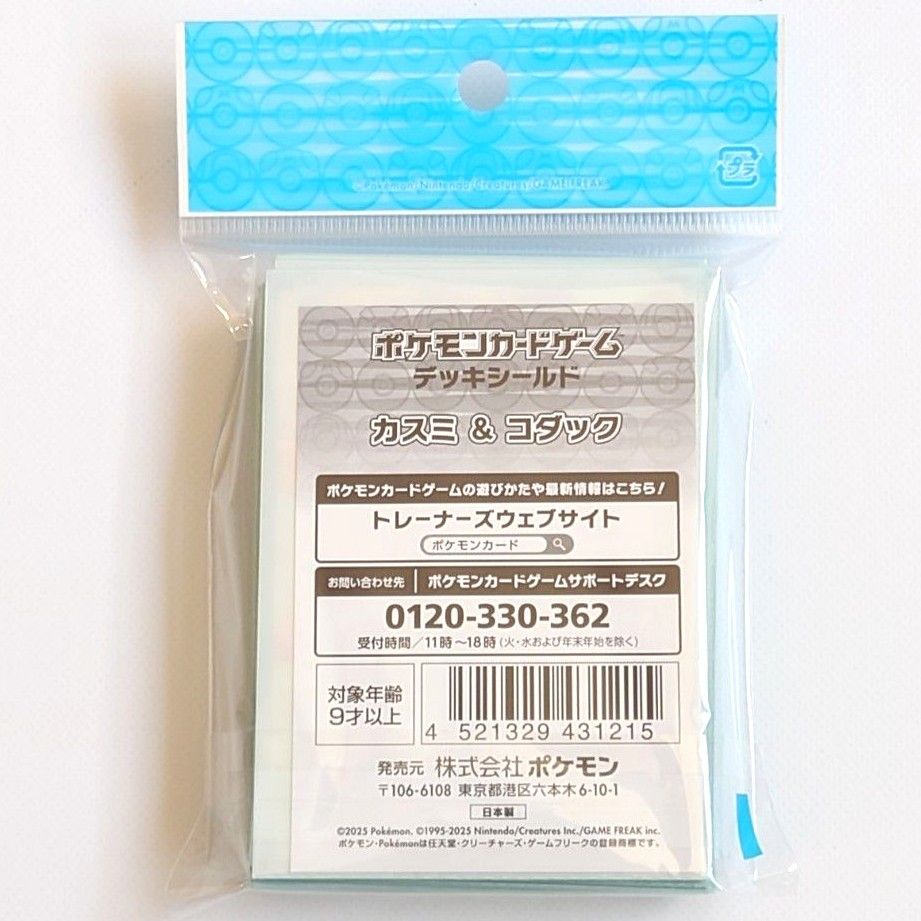 プラ
©Pokémon/Nintendo/Creatures/GAME FREAK
ポケモンカードゲーム
デッキシールド
カスミ & コダック
ポケモンカードゲームの遊びかたや最新情報はこちら!
トレーナーズウェブサイト
ポケモンカード
お問い合わせ先 ポケモンカードゲームサポートデスク
0120-330-362
受付時間/11時~18時(火・水および年末年始を除く)
対象年齢
9才以上
4 521329 431215
発売元 株式会社 ポケモン
〒106-6108 東京都港区六本木6-10-1
日本製
©2025 Pokémon. ©1995-2025 Nintendo/Creatures Inc./GAME FREAK inc.
ポケモン・Pokémonは任天堂・クリーチャーズ・ゲームフリークの登録商標です。